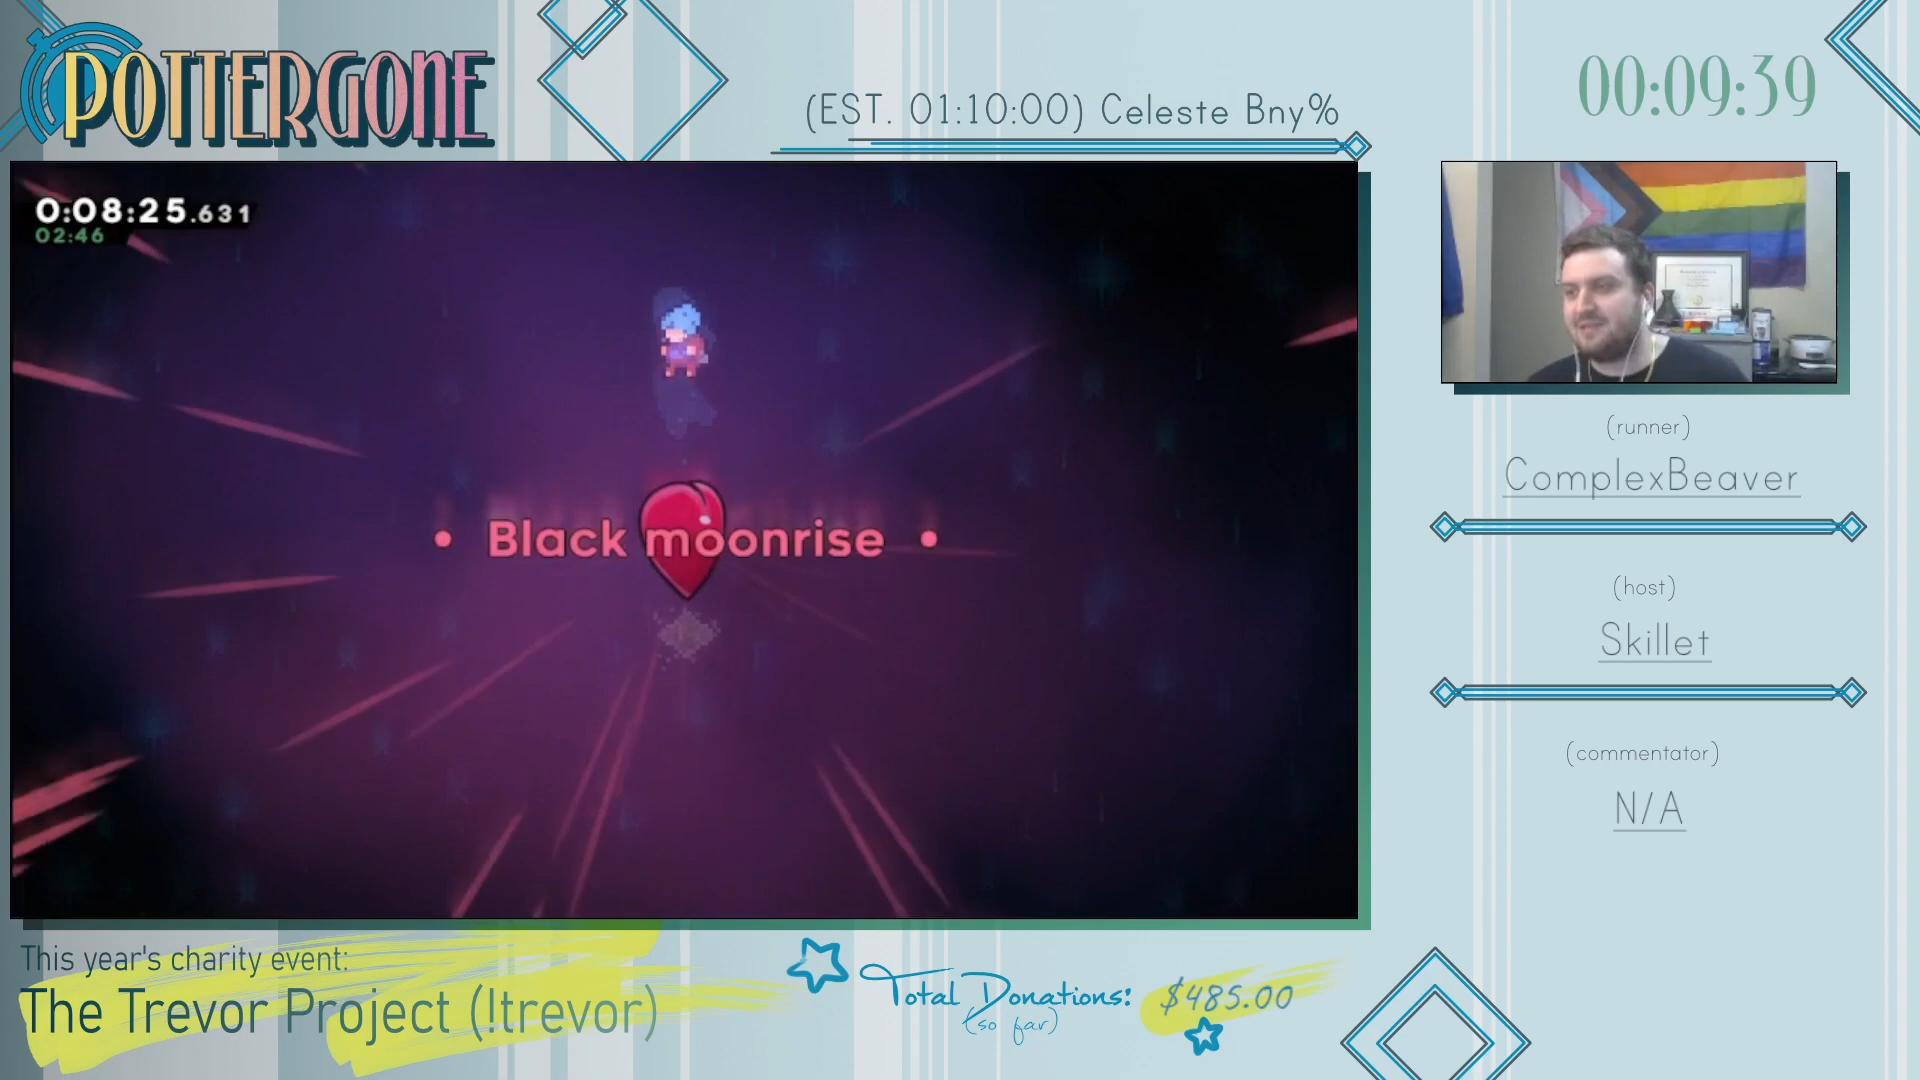 POTTERGONE
(EST. 01:10:00) Celeste Bny%
00:09:39
0:08:25.631
02:46
Black moonrise
(runner)
ComplexBeaver
(host)
Skillet
(commentator)
N/A
This year's charity event:
The Trevor Project (!trevor)
Total Donations:
(so far)
$485.00